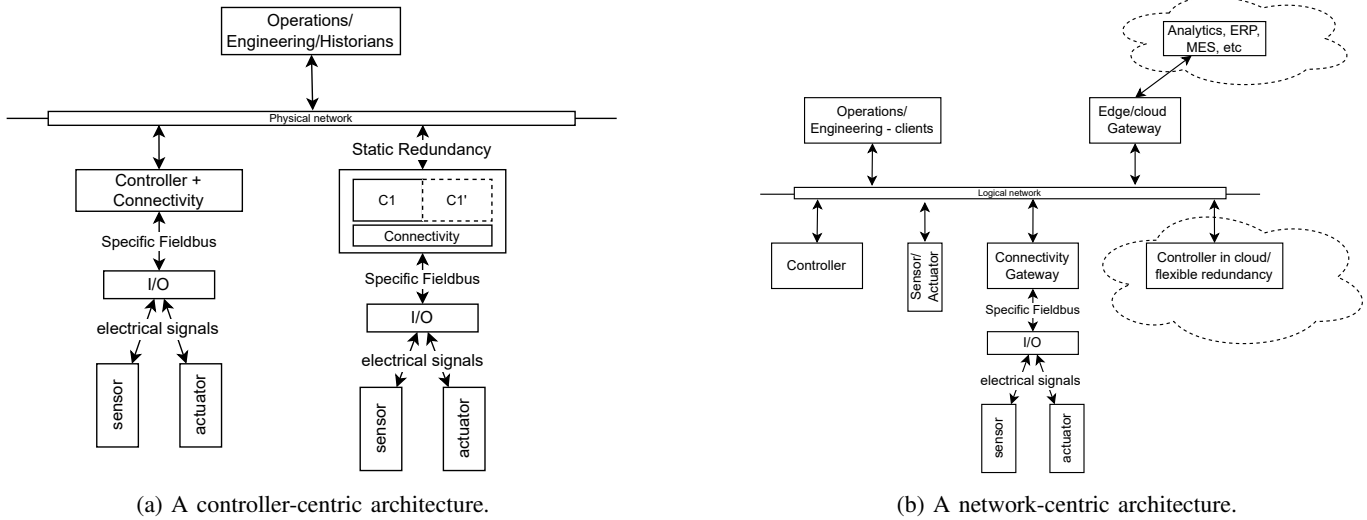 Operations/
Engineering/Historians
Physical network
Static Redundancy
Controller +
Connectivity
C1
C1'
Connectivity
Specific Fieldbus
Specific Fieldbus
I/O
I/O
electrical signals
electrical signals
sensor
actuator
sensor
actuator
(a) A controller-centric architecture.
Analytics, ERP,
MES, etc
Operations/
Engineering - clients
Edge/cloud
Gateway
Logical network
Controller
Sensor/
Actuator
Connectivity
Gateway
Controller in cloud/
flexible redundancy
Specific Fieldbus
I/O
electrical signals
sensor
actuator
(b) A network-centric architecture.